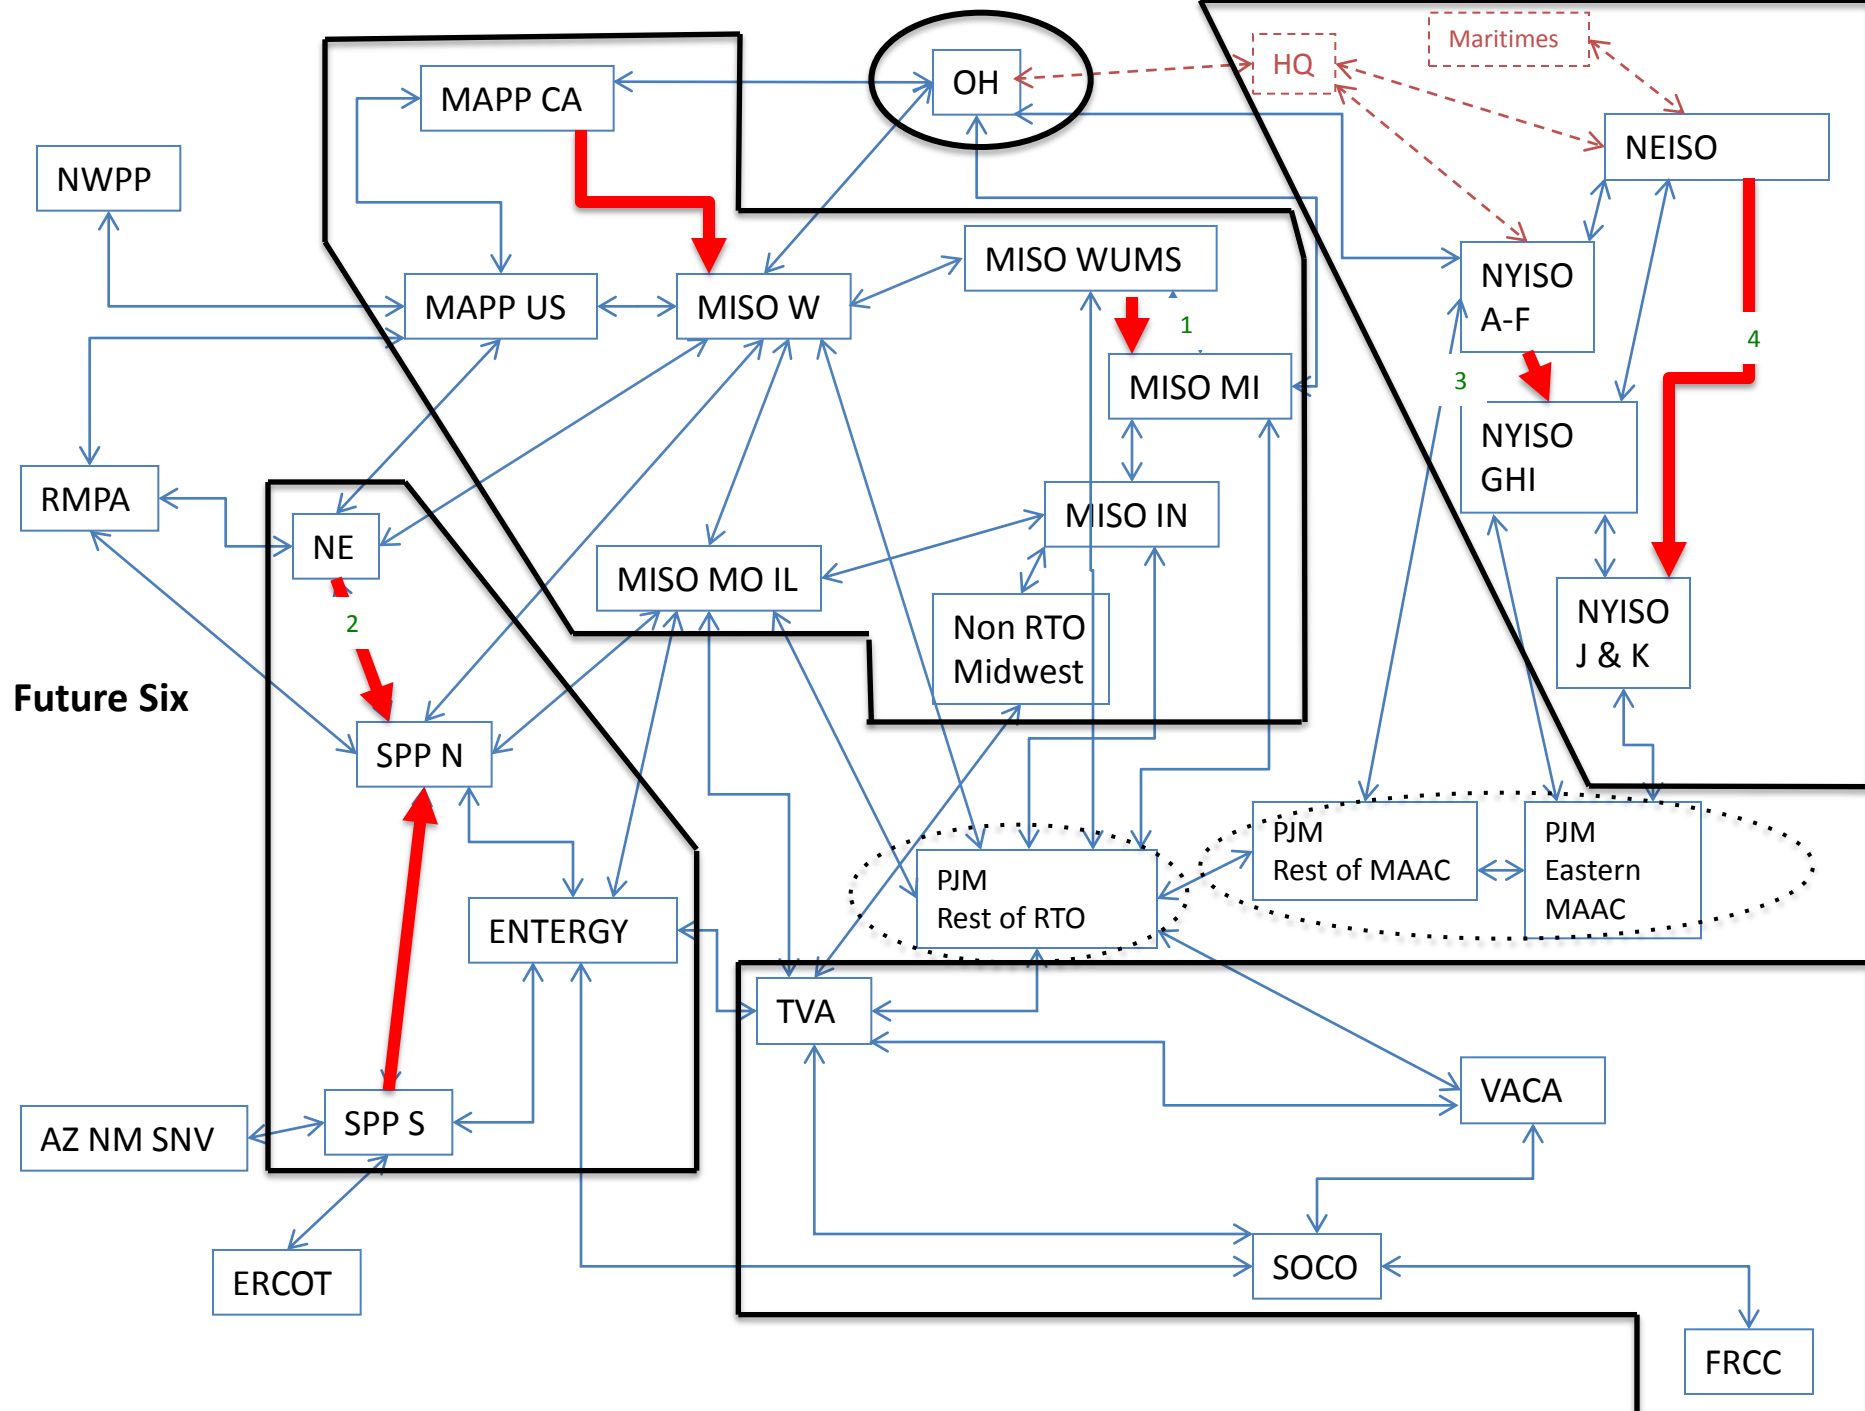 OH
HQ
Maritimes
MAPP CA
NEISO
NWPP
MISO WUMS
NYISO
A-F
MAPP US
MISO W
1
4
3
MISO MI
NYISO
GHI
RMPA
NE
MISO IN
MISO MO IL
2
Non RTO
Midwest
NYISO
J & K
Future Six
SPP N
PJM
Rest of RTO
PJM
Rest of MAAC
PJM
Eastern
MAAC
ENTERGY
TVA
VACA
SPP S
AZ NM SNV
ERCOT
SOCO
FRCC